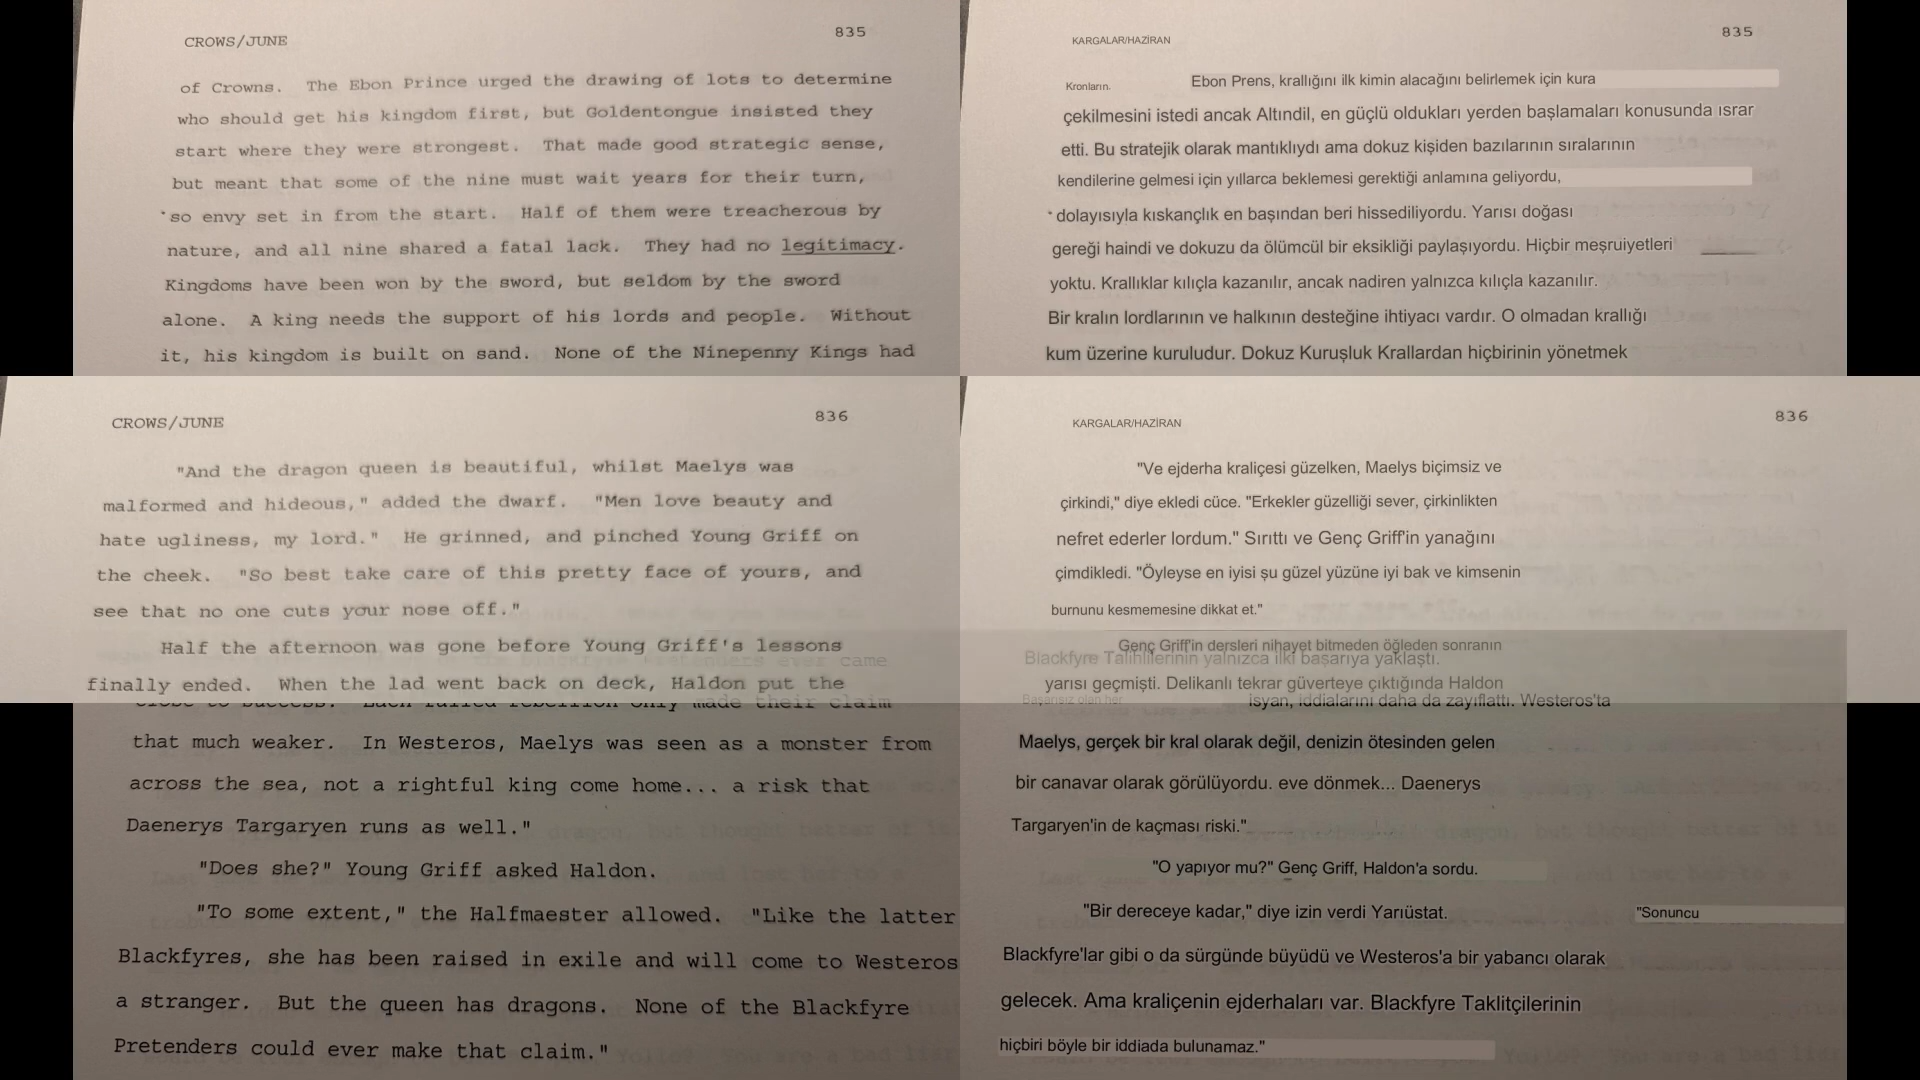 CROWS/JUNE
835
of Crowns. The Ebon Prince urged the drawing of lots to determine
who should get his kingdom first, but Goldentongue insisted they
start where they were strongest. That made good strategic sense,
but meant that some of the nine must wait years for their turn,
so envy set in from the start. Half of them were treacherous by
nature, and all nine shared a fatal lack. They had no legitimacy.
Kingdoms have been won by the sword, but seldom by the sword
alone. A king needs the support of his lords and people. Without
it, his kingdom is built on sand. None of the Ninepenny Kings had
CROWS/JUNE
836
"And the dragon queen is beautiful, whilst Maelys was
malformed and hideous," added the dwarf. "Men love beauty and
hate ugliness, my lord." He grinned, and pinched Young Griff on
the cheek. "So best take care of this pretty face of yours, and
see that no one cuts your nose off."
Half the afternoon was gone before Young Griff's lessons
came
finally ended. When the lad went back on deck, Haldon put the
close to success. Each failed rebellion only made their claim
that much weaker. In Westeros, Maelys was seen as a monster from
across the sea, not a rightful king come home... a risk that
Daenerys Targaryen runs as well."
"Does she?" Young Griff asked Haldon.
"To some extent," the Halfmaester allowed. "Like the latter
Blackfyres, she has been raised in exile and will come to Westeros
a stranger. But the queen has dragons. None of the Blackfyre
Pretenders could ever make that claim."
KARGALAR/HAZİRAN
835
Kronların. Ebon Prens, krallığını ilk kimin alacağını belirlemek için kura
çekilmesini istedi ancak Altındil, en güçlü oldukları yerden başlamaları konusunda ısrar
etti. Bu stratejik olarak mantıklıydı ama dokuz kişiden bazılarının sıralarının
kendilerine gelmesi için yıllarca beklemesi gerektiği anlamına geliyordu,
dolayısıyla kıskançlık en başından beri hissediliyordu. Yarısı doğası
gereği haindi ve dokuzu da ölümcül bir eksikliği paylaşıyordu. Hiçbir meşruiyetleri
yoktu. Krallıklar kılıçla kazanılır, ancak nadiren yalnızca kılıçla kazanılır.
Bir kralın lordlarının ve halkının desteğine ihtiyacı vardır. O olmadan krallığı
kum üzerine kuruludur. Dokuz Kuruşluk Krallardan hiçbirinin yönetmek
KARGALAR/HAZİRAN
836
"Ve ejderha kraliçesi güzelken, Maelys biçimsiz ve
çirkindi," diye ekledi cüce. "Erkekler güzelliği sever, çirkinlikten
nefret ederler lordum." Sırıttı ve Genç Griff'in yanağını
çimdikledi. "Öyleyse en iyisi şu güzel yüzüne iyi bak ve kimsenin
burnunu kesmemesine dikkat et."
Genç Griff'in dersleri nihayet bitmeden öğleden sonranın
Blackfyre Talihlilerinin yalnızca ilki başarıya yaklaştı.
yarısı geçmişti. Delikanlı tekrar güverteye çıktığında Haldon
Başarısız olan her isyan, iddialarını daha da zayıflattı. Westeros'ta
Maelys, gerçek bir kral olarak değil, denizin ötesinden gelen
bir canavar olarak görülüyordu. eve dönmek... Daenerys
Targaryen'in de kaçması riski."
"O yapıyor mu?" Genç Griff, Haldon'a sordu.
"Bir dereceye kadar," diye izin verdi Yarıüstat. "Sonuncu
Blackfyre'lar gibi o da sürgünde büyüdü ve Westeros'a bir yabancı olarak
gelecek. Ama kraliçenin ejderhaları var. Blackfyre Taklitçilerinin
hiçbiri böyle bir iddiada bulunamaz."